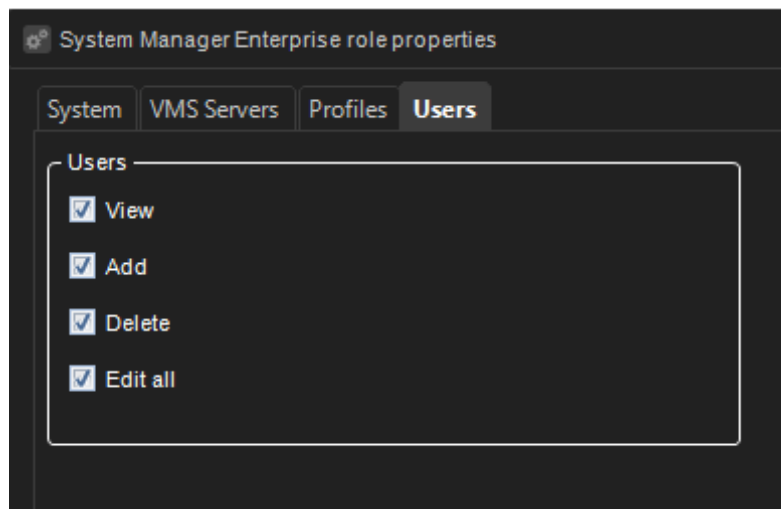 System Manager Enterprise role properties
System VMS Servers Profiles Users
Users
View
Add
Delete
Edit all